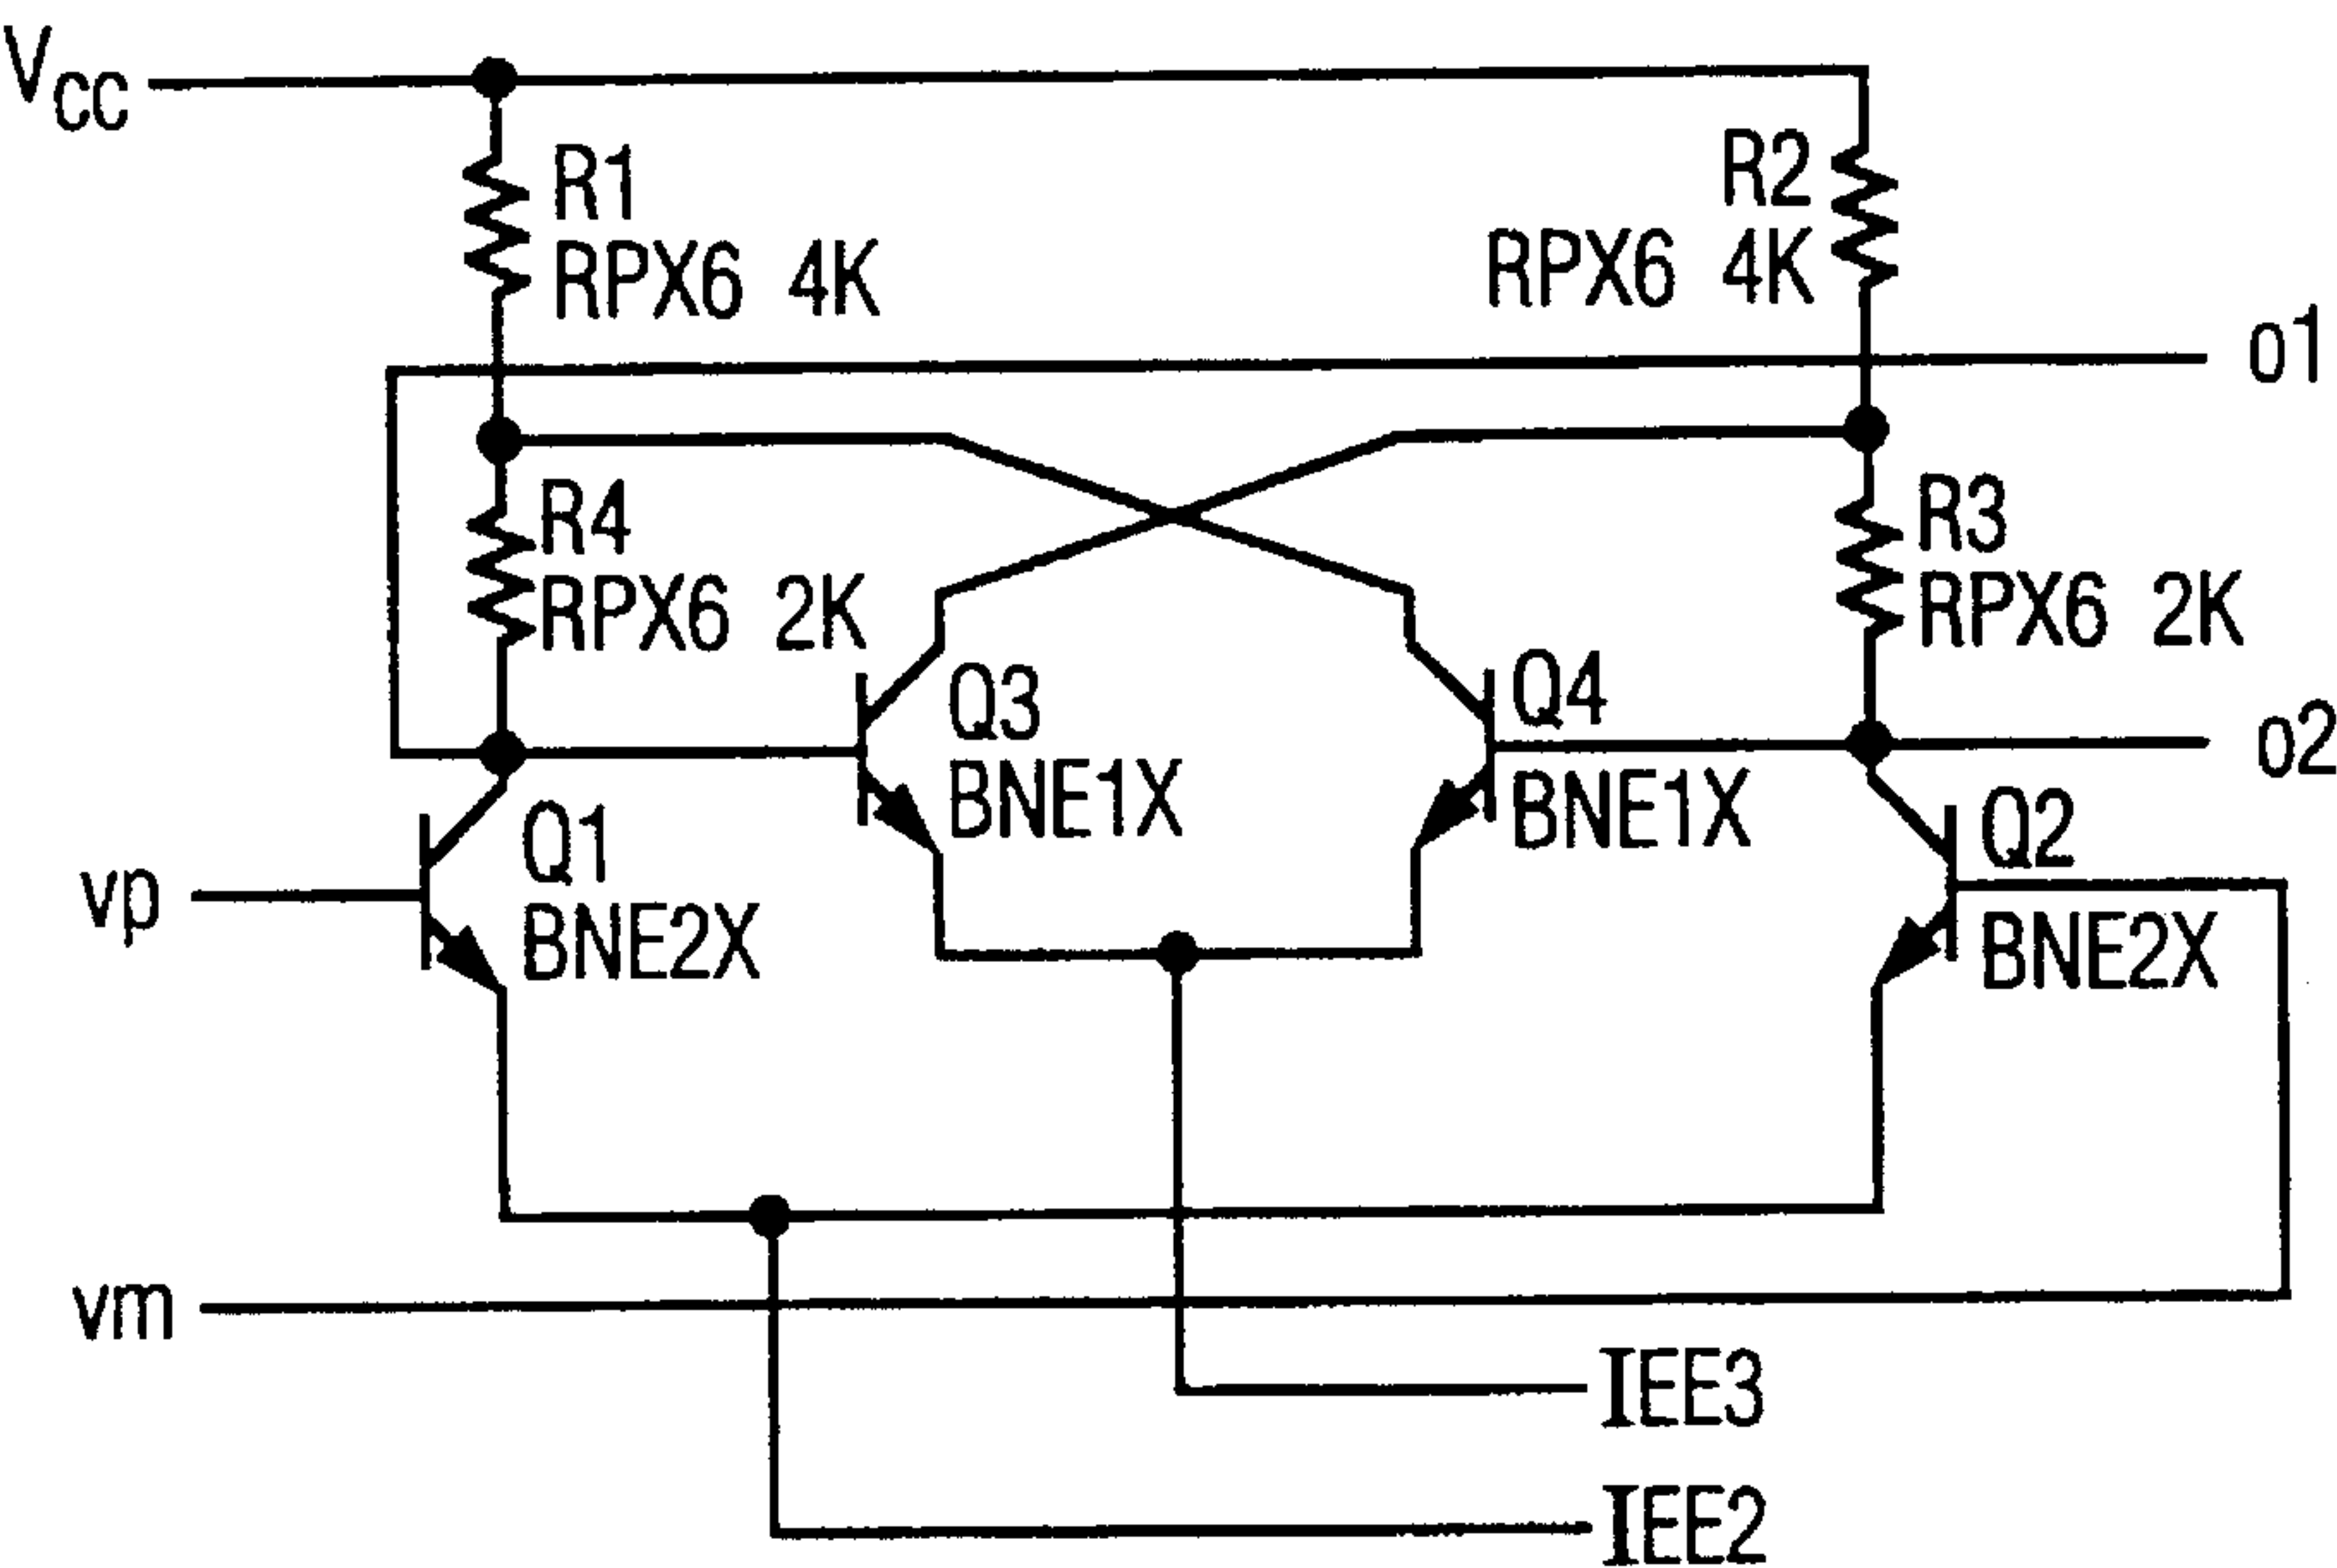 Vcc
R1
RPX6 4K
R2
RPX6 4K
o1
R4
RPX6 2K
R3
RPX6 2K
Q3
BNE1X
Q4
BNE1X
o2
Q1
BNE2X
Q2
BNE2X
vp
vm
IEE3
IEE2